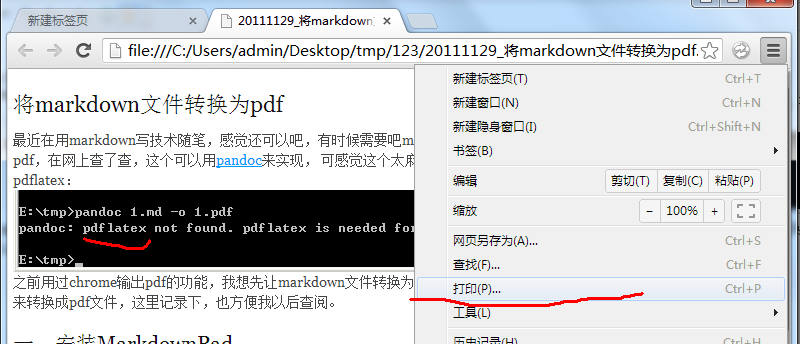 新建标签页
20111129_将markdown
file:///C:/Users/admin/Desktop/tmp/123/20111129_将markdown文件转换为pdf.
将markdown文件转换为pdf
最近在用markdown写技术随笔，感觉还可以吧，有时候需要吧m
pdf，在网上查了查，这个可以用pandoc来实现， 可感觉这个太麻
pdflatex：
E:\tmp>pandoc 1.md -o 1.pdf
pandoc: pdflatex not found. pdflatex is needed for
E:\tmp>
之前用过chrome输出pdf的功能，我想先让markdown文件转换为
来转换成pdf文件，这里记录下，也方便我以后查阅。
一、安装MarkdownPad
新建标签页(T) Ctrl+T
新建窗口(N) Ctrl+N
新建隐身窗口(I) Ctrl+Shift+N
书签(B)
编辑 剪切(T) 复制(C) 粘贴(P)
缩放 − 100% +
网页另存为(A)... Ctrl+S
查找(F)... Ctrl+F
打印(P)... Ctrl+P
工具(L)
历史记录(H) Ctrl+H